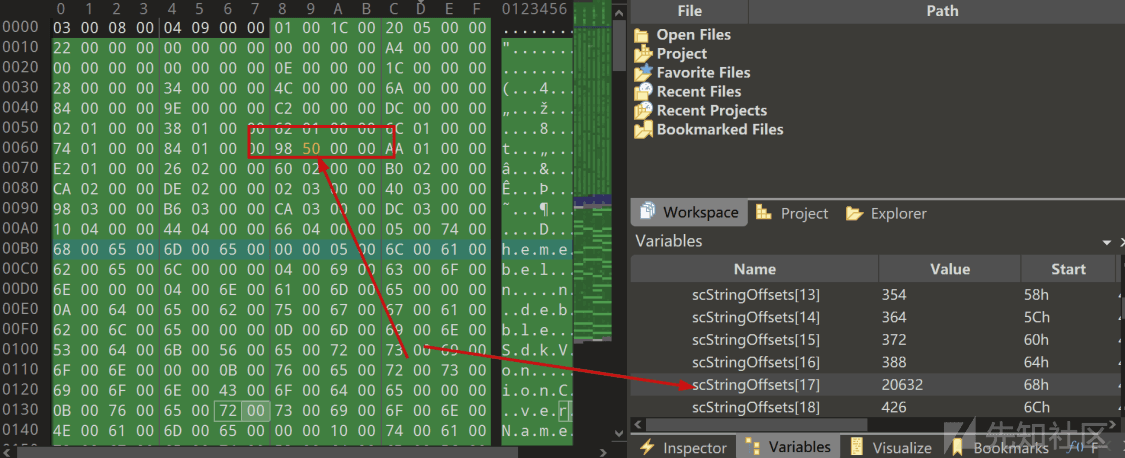 0 1 2 3 4 5 6 7 8 9 A B C D E F 0123456
0000 03 00 08 00 04 09 00 00 01 00 1C 00 20 05 00 00 ........
0010 22 00 00 00 00 00 00 00 00 00 00 00 A4 00 00 00 ".......
0020 00 00 00 00 00 00 00 00 0E 00 00 00 1C 00 00 00 ........
0030 28 00 00 00 34 00 00 00 4C 00 00 00 6A 00 00 00 (...4...
0040 84 00 00 00 9E 00 00 00 C2 00 00 00 DC 00 00 00 „...ž...
0050 02 01 00 00 38 01 00 00 62 01 00 00 6C 01 00 00 ....8...
0060 74 01 00 00 84 01 00 00 98 50 00 00 AA 01 00 00 t...„...
0070 E2 01 00 00 26 02 00 00 60 02 00 00 B0 02 00 00 â...&...
0080 CA 02 00 00 DE 02 00 00 02 03 00 00 40 03 00 00 Ê...Þ...
0090 98 03 00 00 B6 03 00 00 CA 03 00 00 DC 03 00 00 ˜...¶...
00A0 10 04 00 00 44 04 00 00 66 04 00 00 05 00 74 00 ....D...
00B0 68 00 65 00 6D 00 65 00 00 00 05 00 6C 00 61 00 h.e.m.e.
00C0 62 00 65 00 6C 00 00 00 04 00 69 00 63 00 6F 00 b.e.l...
00D0 6E 00 00 00 04 00 6E 00 61 00 6D 00 65 00 00 00 n.....n.
00E0 0A 00 64 00 65 00 62 00 75 00 67 00 67 00 61 00 ..d.e.b.
00F0 62 00 6C 00 65 00 00 00 0D 00 6D 00 69 00 6E 00 b.l.e...
0100 53 00 64 00 6B 00 56 00 65 00 72 00 73 00 69 00 S.d.k.V.
0110 6F 00 6E 00 00 00 0B 00 76 00 65 00 72 00 73 00 o.n.....
0120 69 00 6F 00 6E 00 43 00 6F 00 64 00 65 00 00 00 i.o.n.C.
0130 0B 00 76 00 65 00 72 00 73 00 69 00 6F 00 6E 00 ..v.e.r.
0140 4E 00 61 00 6D 00 65 00 00 00 10 00 74 00 61 00 N.a.m.e.
File Path
Open Files
Project
Favorite Files
Recent Files
Recent Projects
Bookmarked Files
Workspace Project Explorer
Variables
Name Value Start
scStringOffsets[13] 354 58h
scStringOffsets[14] 364 5Ch
scStringOffsets[15] 372 60h
scStringOffsets[16] 388 64h
scStringOffsets[17] 20632 68h
scStringOffsets[18] 426 6Ch
Inspector Variables Visualize Bookmarks
先知社区